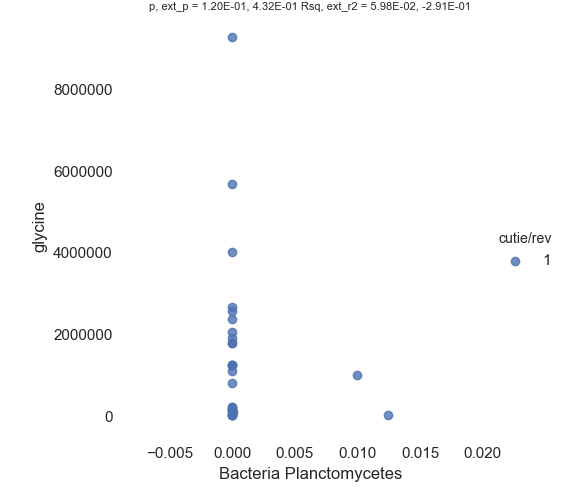 p, ext_p = 1.20E-01, 4.32E-01 Rsq, ext_r2 = 5.98E-02, -2.91E-01
8000000
6000000
4000000
2000000
0
glycine
cutie/rev
1
−0.005 0.000 0.005 0.010 0.015 0.020
Bacteria Planctomycetes